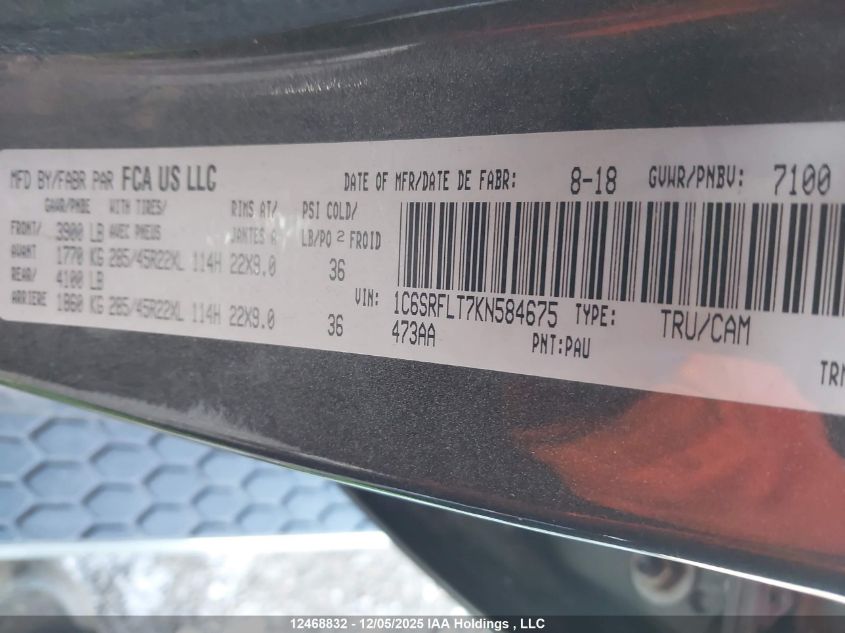 MFD BY/FABR PAR FCA US LLC DATE OF MFR/DATE DE FABR: 8-18 GVWR/PNBV: 7100
GAWR/PNBE WITH TIRES/ RIMS AT/ PSI COLD/
FRONT/ 3900 LB AVEC PNEUS JANTES A LB/PO 2 FROID
AVANT 1770 KG 285/45R22XL 114H 22X9.0 36
REAR/ 4100 LB
ARRIERE 1860 KG 285/45R22XL 114H 22X9.0 36
VIN: 1C6SRFLT7KN584675 TYPE: TRU/CAM
473AA PNT:PAU TRM
12468832 - 12/05/2025 IAA Holdings , LLC